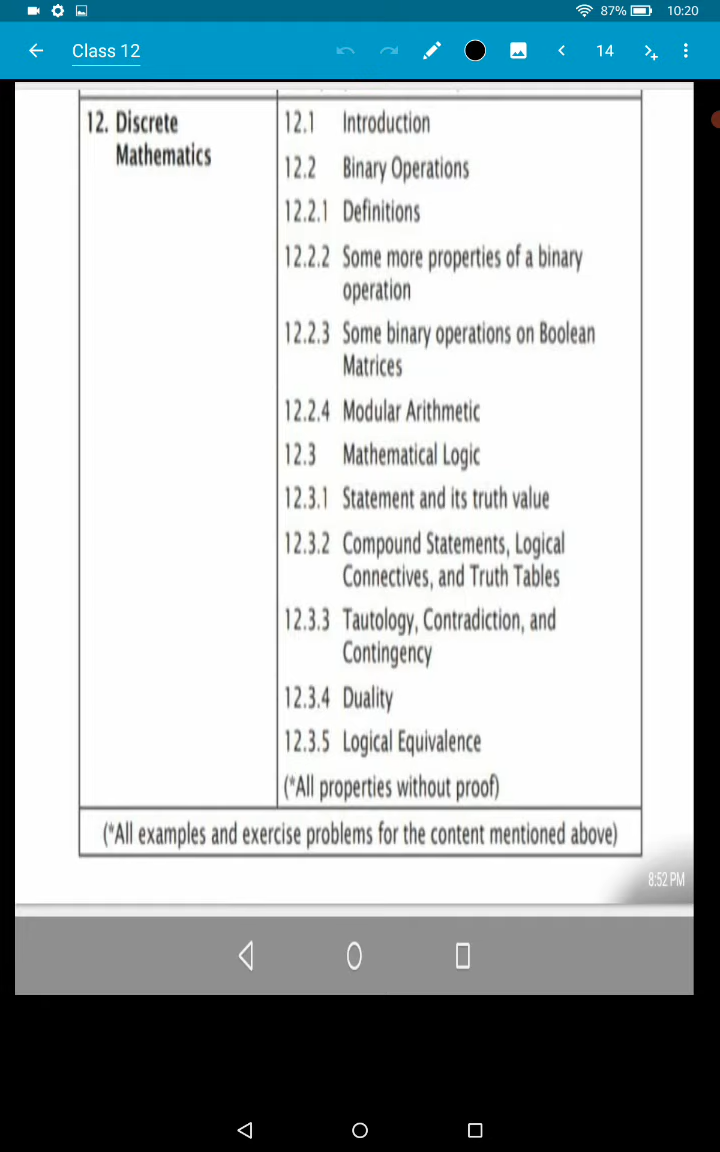 87% 10:20
Class 12 14
12. Discrete
Mathematics
12.1 Introduction
12.2 Binary Operations
12.2.1 Definitions
12.2.2 Some more properties of a binary
operation
12.2.3 Some binary operations on Boolean
Matrices
12.2.4 Modular Arithmetic
12.3 Mathematical Logic
12.3.1 Statement and its truth value
12.3.2 Compound Statements, Logical
Connectives, and Truth Tables
12.3.3 Tautology, Contradiction, and
Contingency
12.3.4 Duality
12.3.5 Logical Equivalence
(*All properties without proof)
(*All examples and exercise problems for the content mentioned above)
8:52 PM